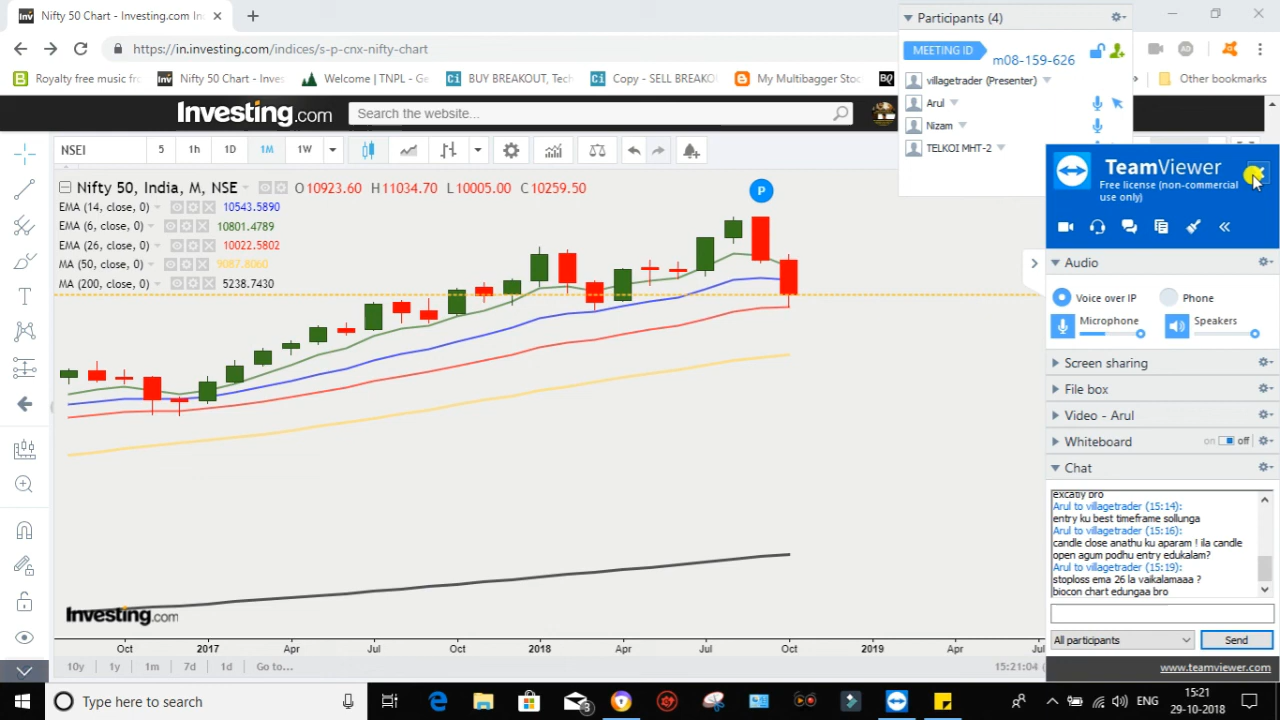 Nifty 50 Chart - Investing.com In
https://in.investing.com/indices/s-p-cnx-nifty-chart
Royalty free music fro
Nifty 50 Chart - Inves
Welcome | TNPL - Ge
BUY BREAKOUT, Tech
Copy - SELL BREAKO
My Multibagger Stoc
BQ
Other bookmarks
Participants (4)
MEETING ID
m08-159-626
villagetrader (Presenter)
Arul
Nizam
TELKOI MHT-2
Investing.com
Search the website...
NSEI
5
1h
1D
1M
1W
Nifty 50, India, M, NSE
O 10923.60 H 11034.70 L 10005.00 C 10259.50
EMA (14, close, 0) 10543.5890
EMA (6, close, 0) 10801.4789
EMA (26, close, 0) 10022.5802
MA (50, close, 0) 9087.8060
MA (200, close, 0) 5238.7430
P
Investing.com
Oct 2017 Apr Jul Oct 2018 Apr Jul Oct 2019 Apr Jul
10y 1y 1m 7d 1d Go to...
15:21:04
TeamViewer
Free license (non-commercial
use only)
Audio
Voice over IP
Phone
Microphone
Speakers
Screen sharing
File box
Video - Arul
Whiteboard
on off
Chat
excatly bro
Arul to villagetrader (15:14):
entry ku best timeframe sollunga
Arul to villagetrader (15:16):
candle close anathu ku aparam ! ila candle
open agum podhu entry edukalam?
Arul to villagetrader (15:19):
stoploss ema 26 la vaikalamaaa ?
biocon chart edungaa bro
All participants
Send
www.teamviewer.com
Type here to search
3
ENG
15:21
29-10-2018